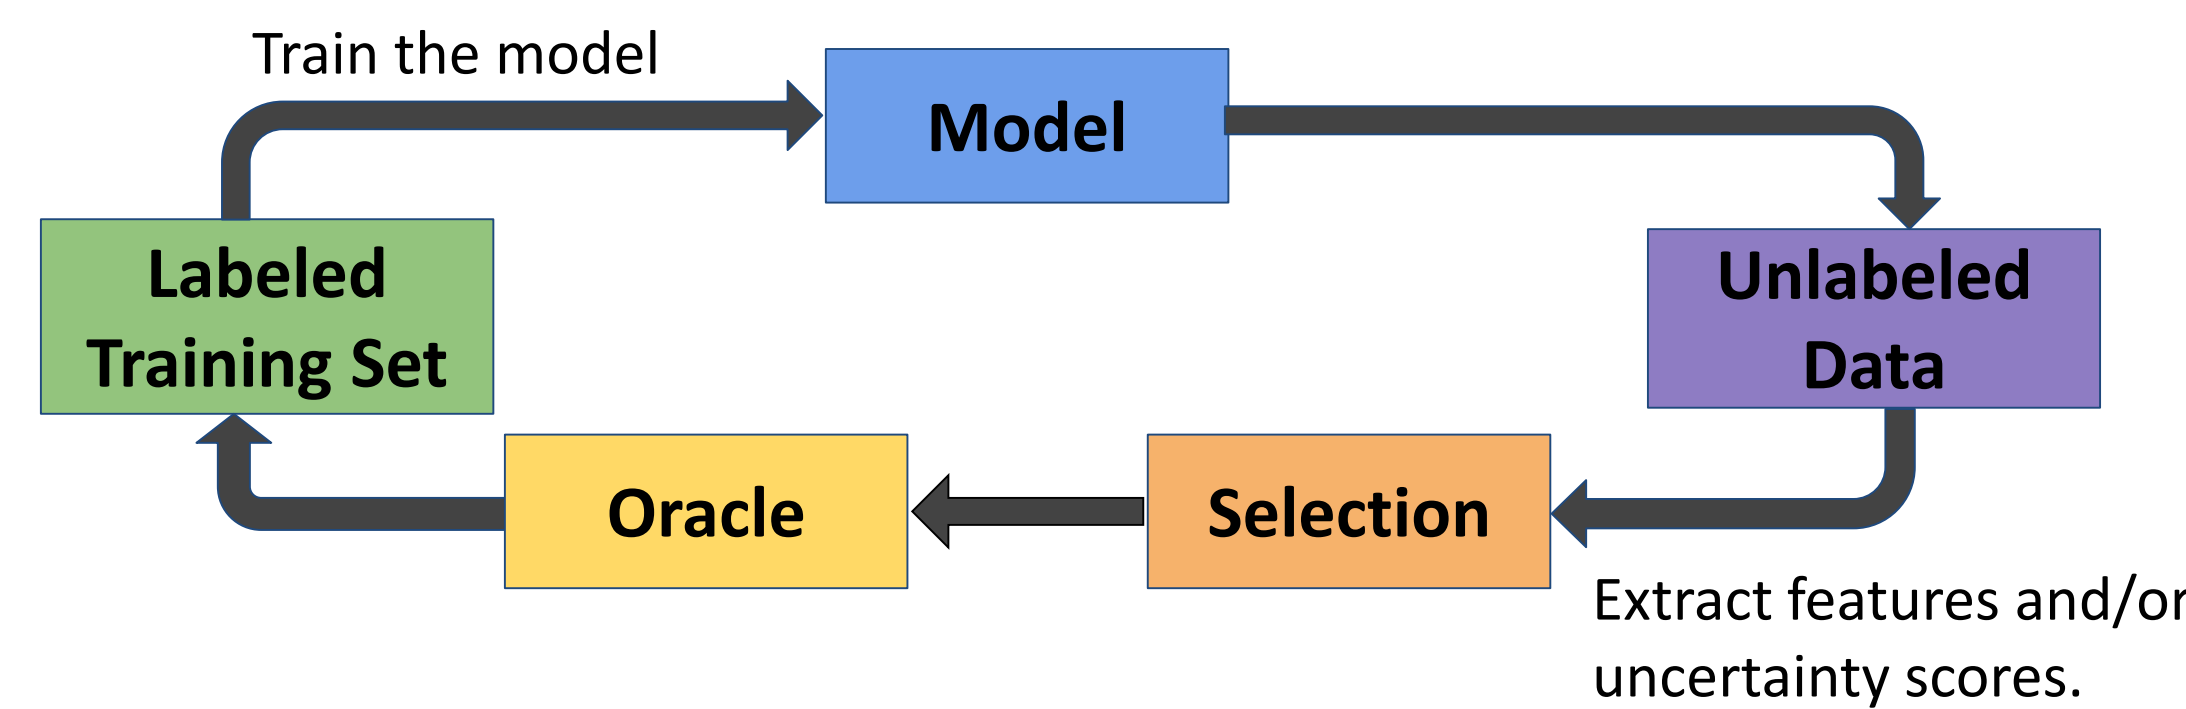 Train the model
Model
Labeled
Training Set
Unlabeled
Data
Oracle
Selection
Extract features and/or
uncertainty scores.